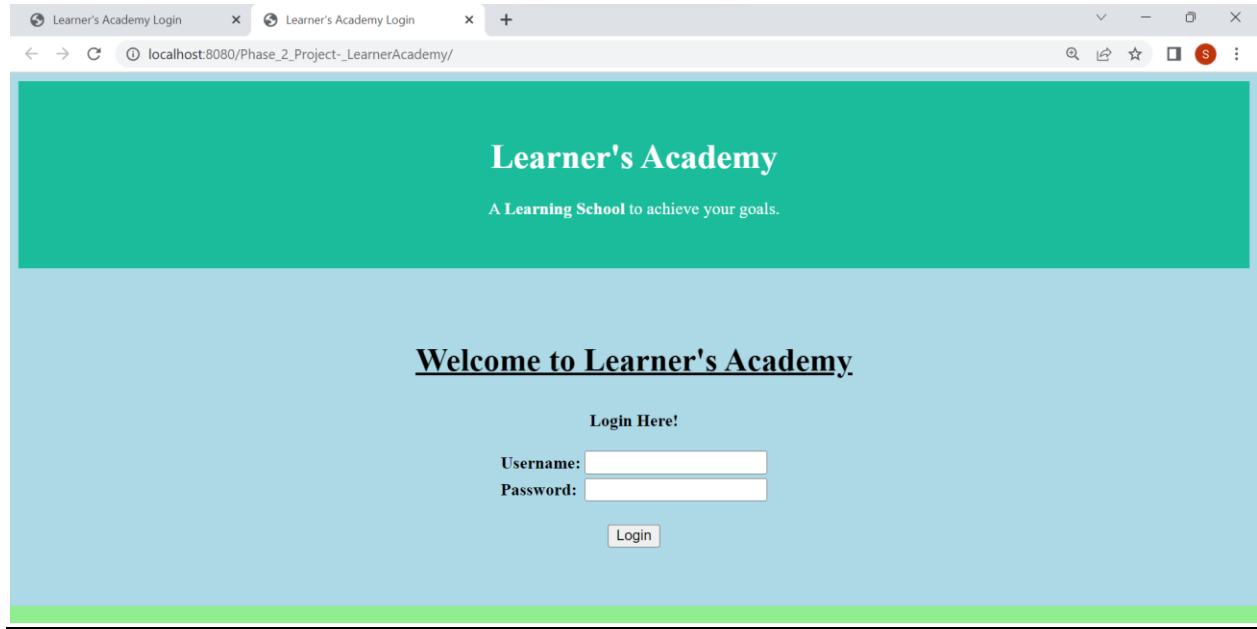 Learner's Academy Login
Learner's Academy Login
localhost:8080/Phase_2_Project-_LearnerAcademy/
S
Learner's Academy
A Learning School to achieve your goals.
Welcome to Learner's Academy
Login Here!
Username:
Password:
Login